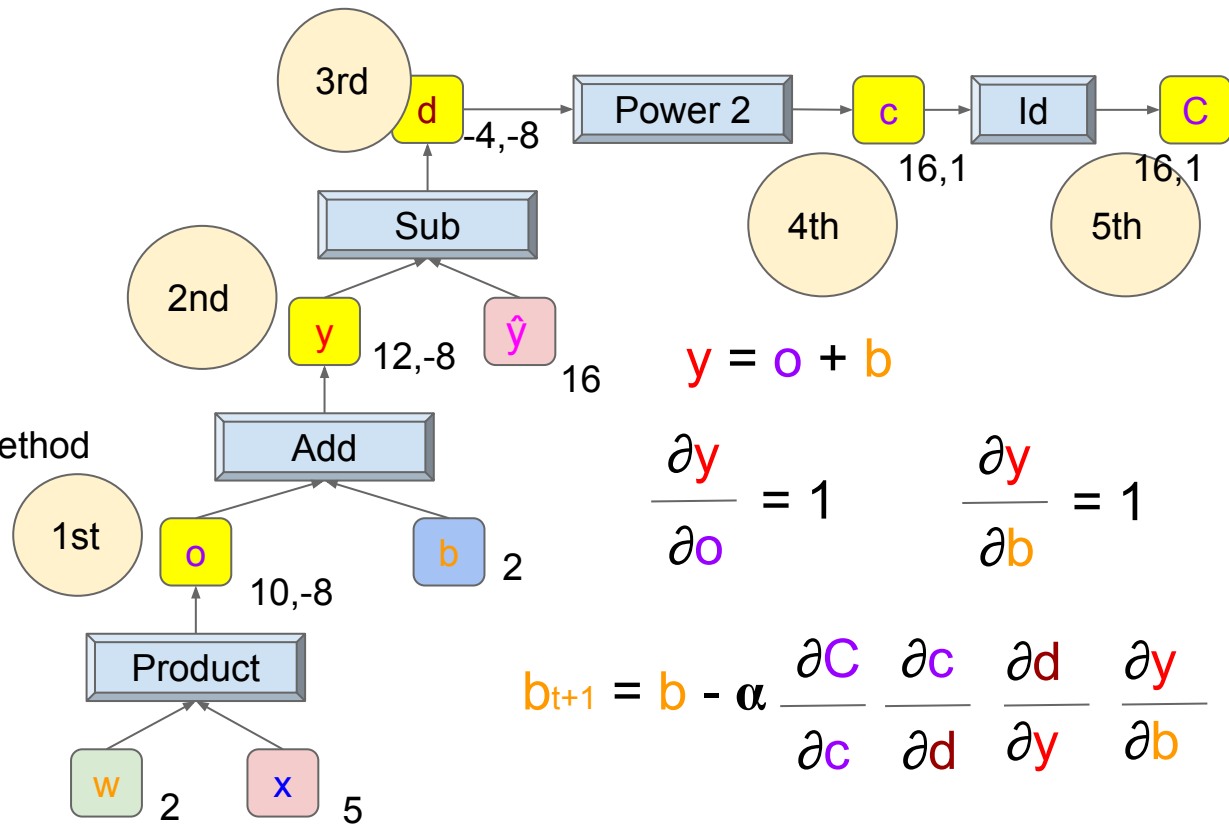 3rd
d
-4,-8
Power 2
c
16,1
Id
C
16,1
Sub
4th
5th
2nd
y
12,-8
ŷ
16
y = o + b
ethod
Add
∂y
∂o
= 1
∂y
∂b
= 1
1st
o
10,-8
b
2
Product
w
2
x
5
bt+1 = b - α ∂C ∂c ∂d ∂y
∂c ∂d ∂y ∂b